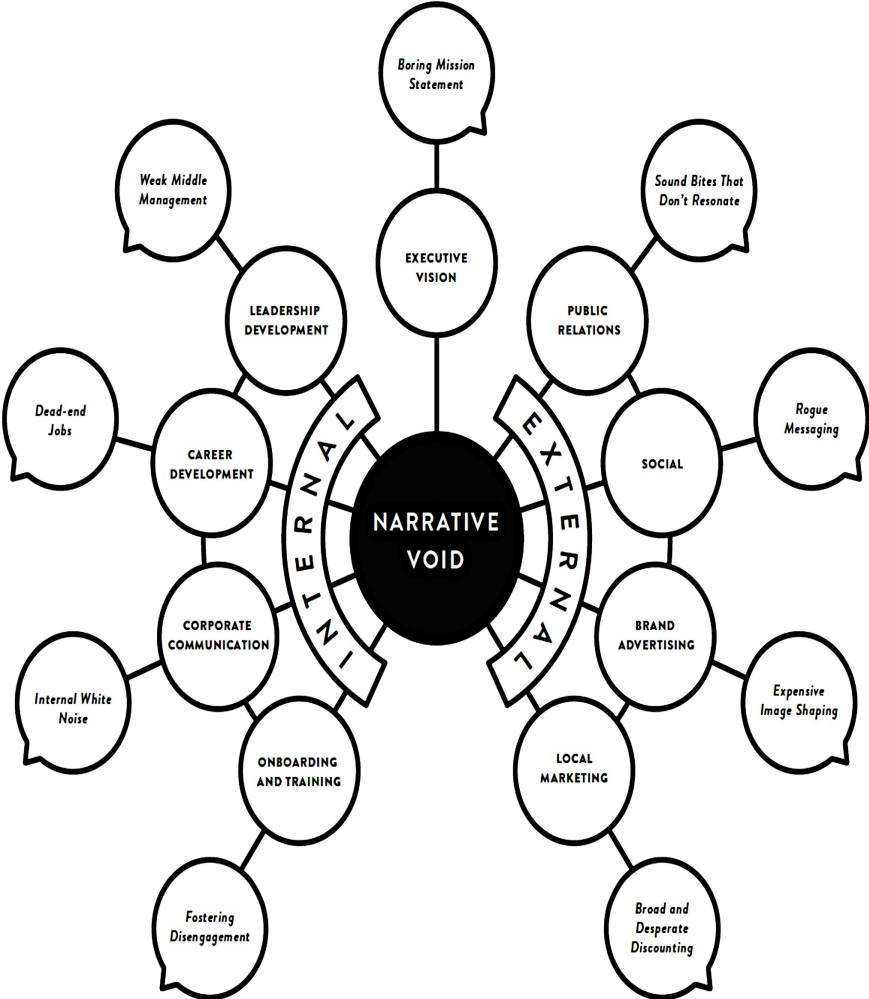 Boring Mission
Statement
Weak Middle
Management
Sound Bites That
Don't Resonate
EXECUTIVE
VISION
LEADERSHIP
DEVELOPMENT
PUBLIC
RELATIONS
Dead-end
Jobs
Rogue
Messaging
CAREER
DEVELOPMENT
SOCIAL
INTERNAL
EXTERNAL
NARRATIVE
VOID
CORPORATE
COMMUNICATION
BRAND
ADVERTISING
Internal White
Noise
Expensive
Image Shaping
ONBOARDING
AND TRAINING
LOCAL
MARKETING
Fostering
Disengagement
Broad and
Desperate
Discounting